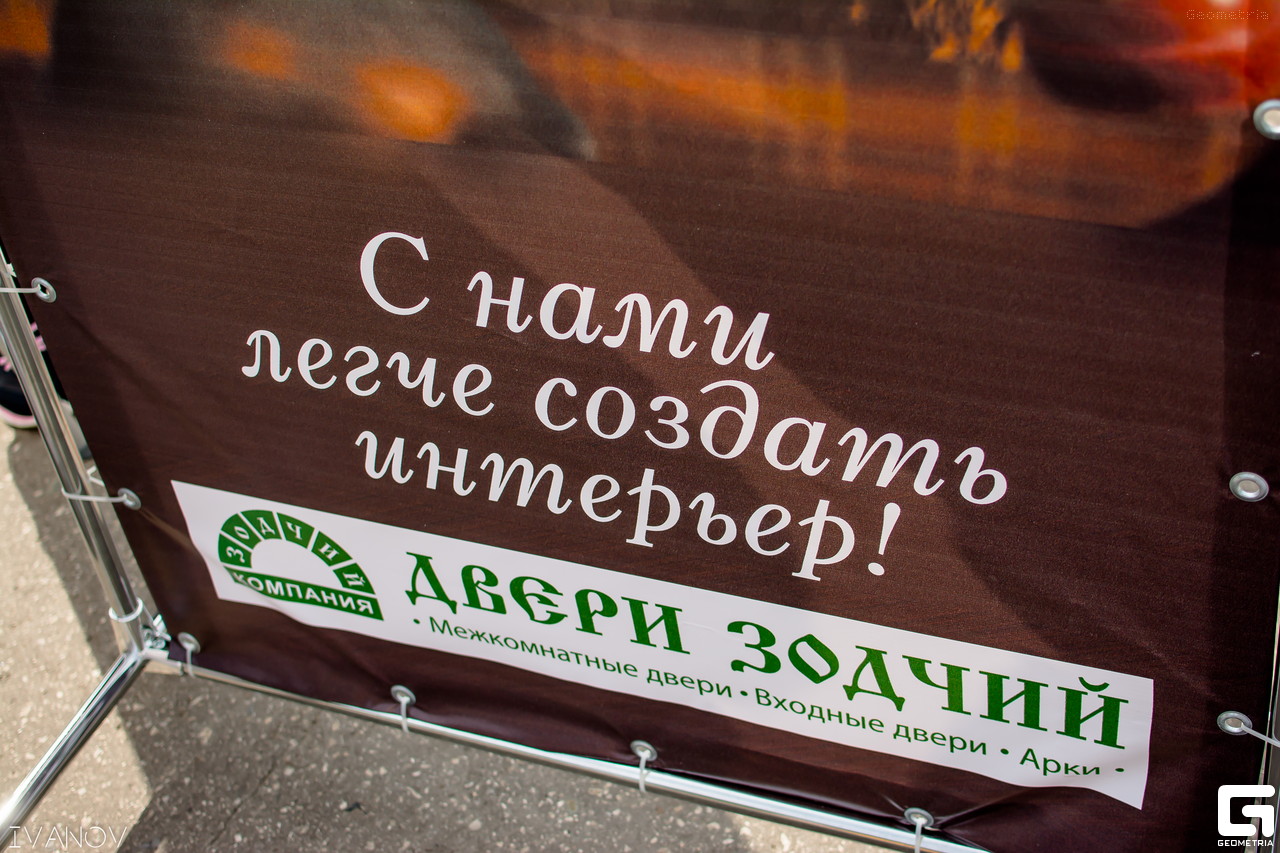 Geometria
С нами
легче создать
интерьер!
ЗОДЧИЙ
КОМПАНИЯ
ДВЕРИ ЗОДЧИЙ
• Межкомнатные двери • Входные двери • Арки •
IVANOV
GEOMETRIA